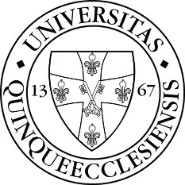 • UNIVERSITAS •
13 67
QUINQUEECCLESIENSIS